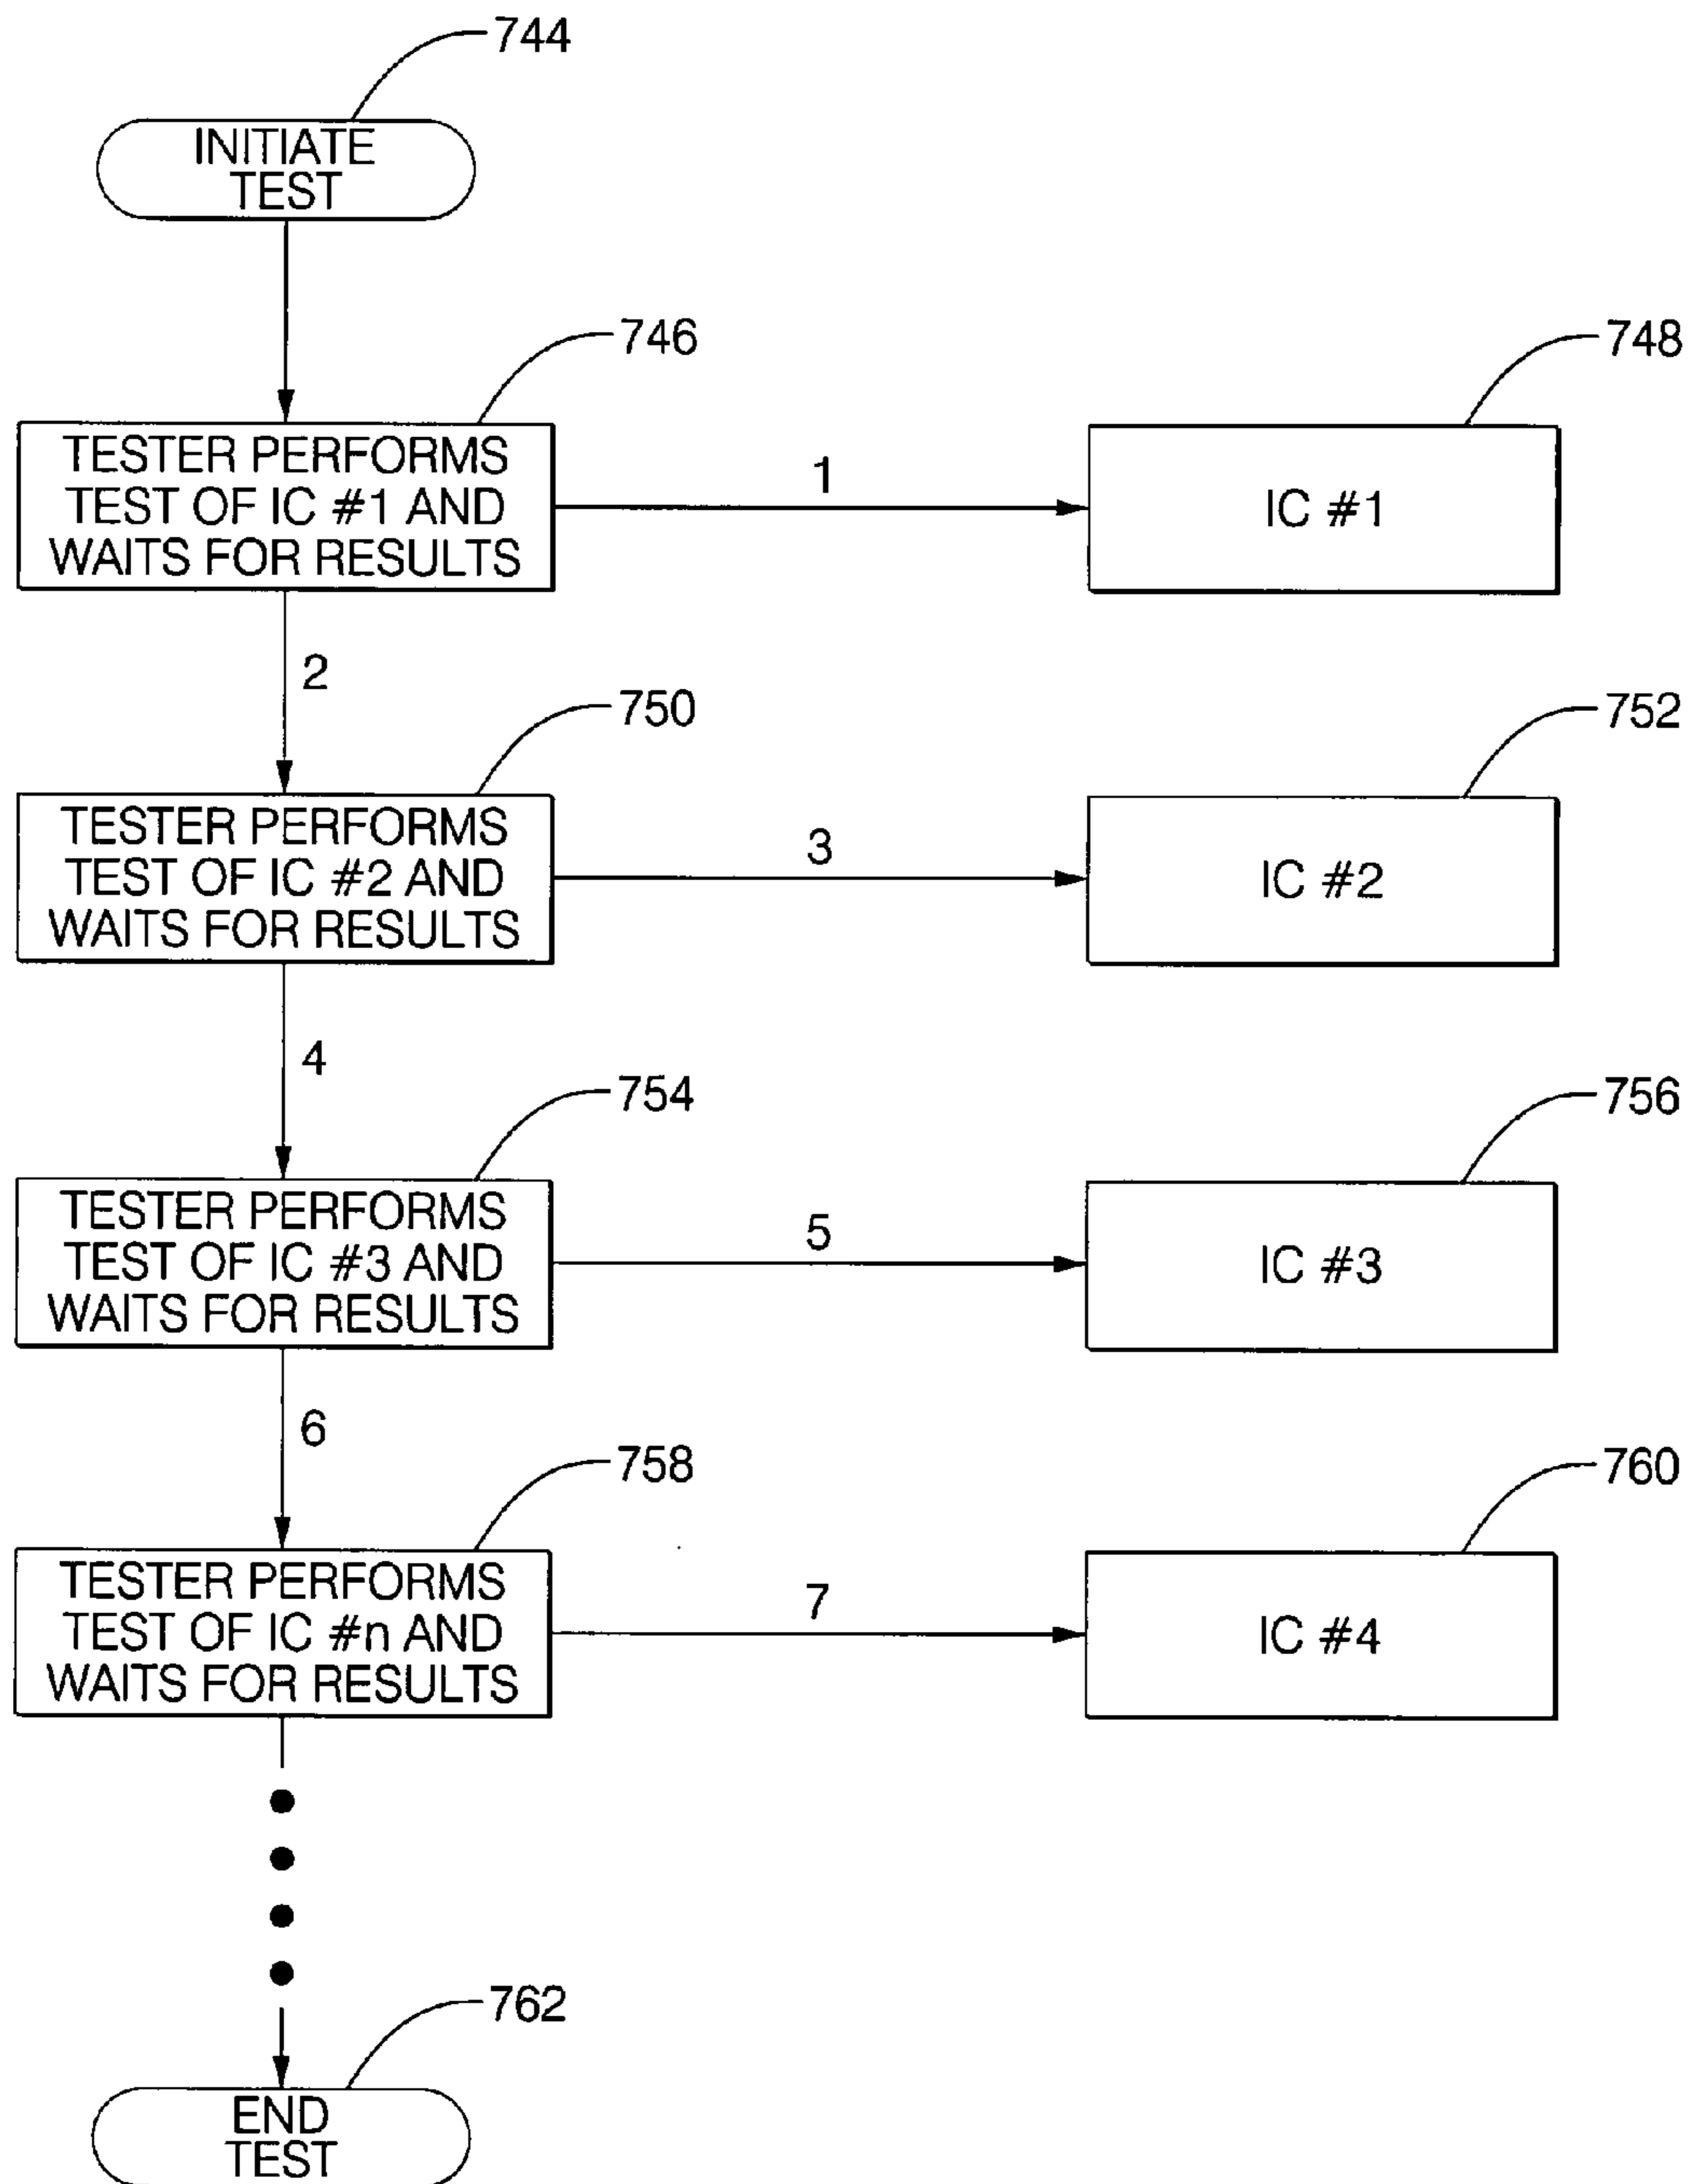 744
INITIATE
TEST
746
748
TESTER PERFORMS
TEST OF IC #1 AND
WAITS FOR RESULTS
1
IC #1
2
750
752
TESTER PERFORMS
TEST OF IC #2 AND
WAITS FOR RESULTS
3
IC #2
4
754
756
TESTER PERFORMS
TEST OF IC #3 AND
WAITS FOR RESULTS
5
IC #3
6
758
760
TESTER PERFORMS
TEST OF IC #n AND
WAITS FOR RESULTS
7
IC #4
762
END
TEST